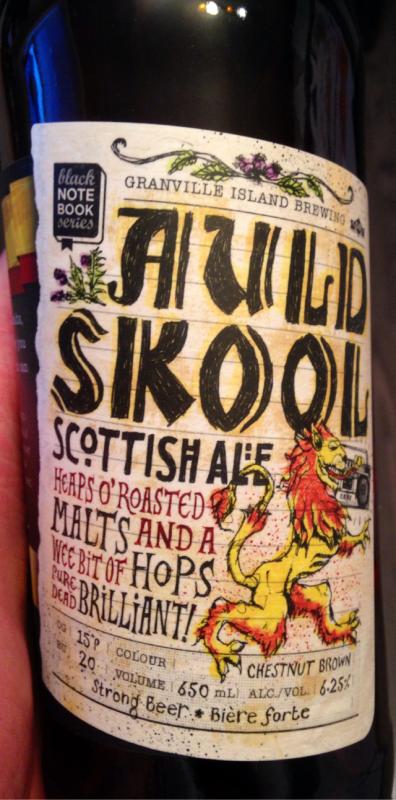 black
NOTE
BOOK
series
GRANVILLE ISLAND BREWING
AULD
SKOOL
SCOTTISH ALE
HEAPS O'ROASTED
MALTS AND A
WEE BIT OF HOPS
PURE DEAD BRILLIANT!
OG 15°P COLOUR CHESTNUT BROWN
20 VOLUME 650 mL ALC./VOL. 6.25%
Strong Beer * Bière forte